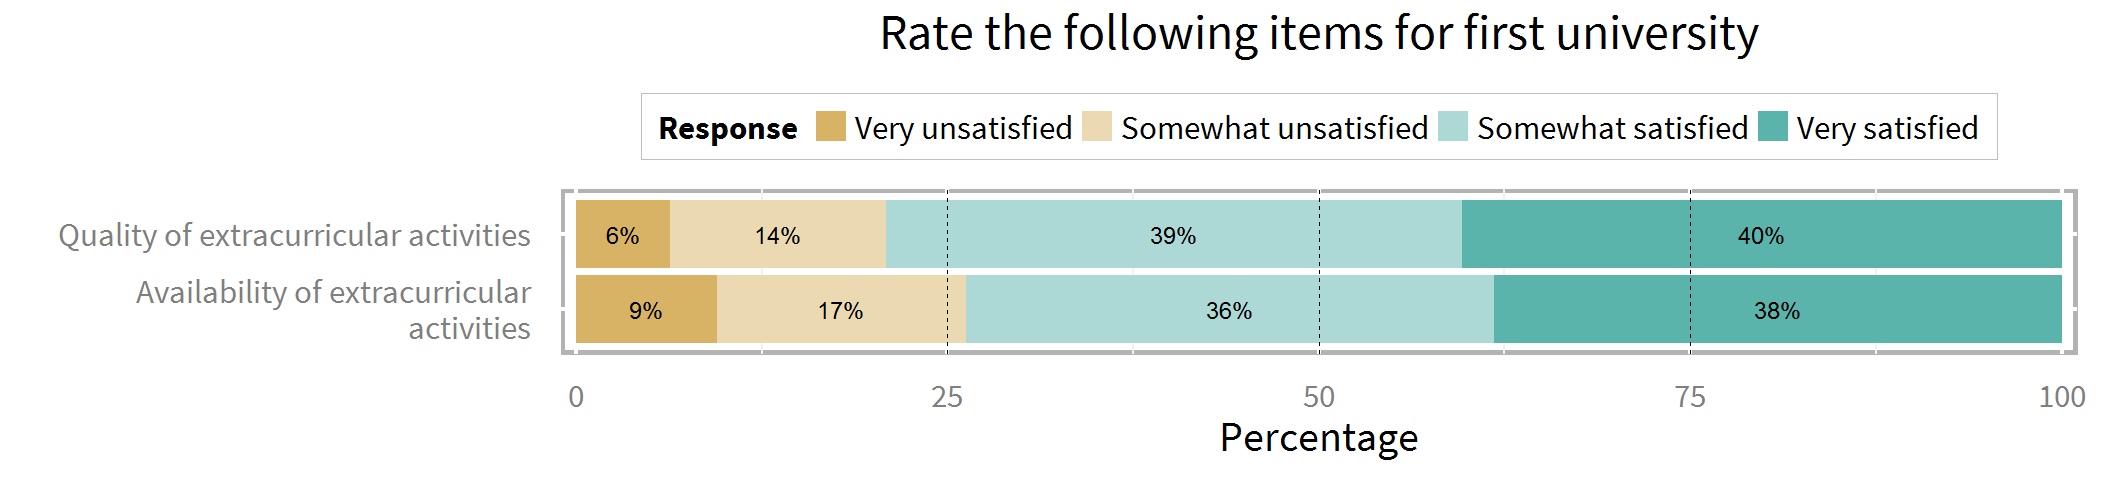 Rate the following items for first university
Response Very unsatisfied Somewhat unsatisfied Somewhat satisfied Very satisfied
Quality of extracurricular activities 6% 14% 39% 40%
Availability of extracurricular
activities 9% 17% 36% 38%
0 25 50 75 100
Percentage